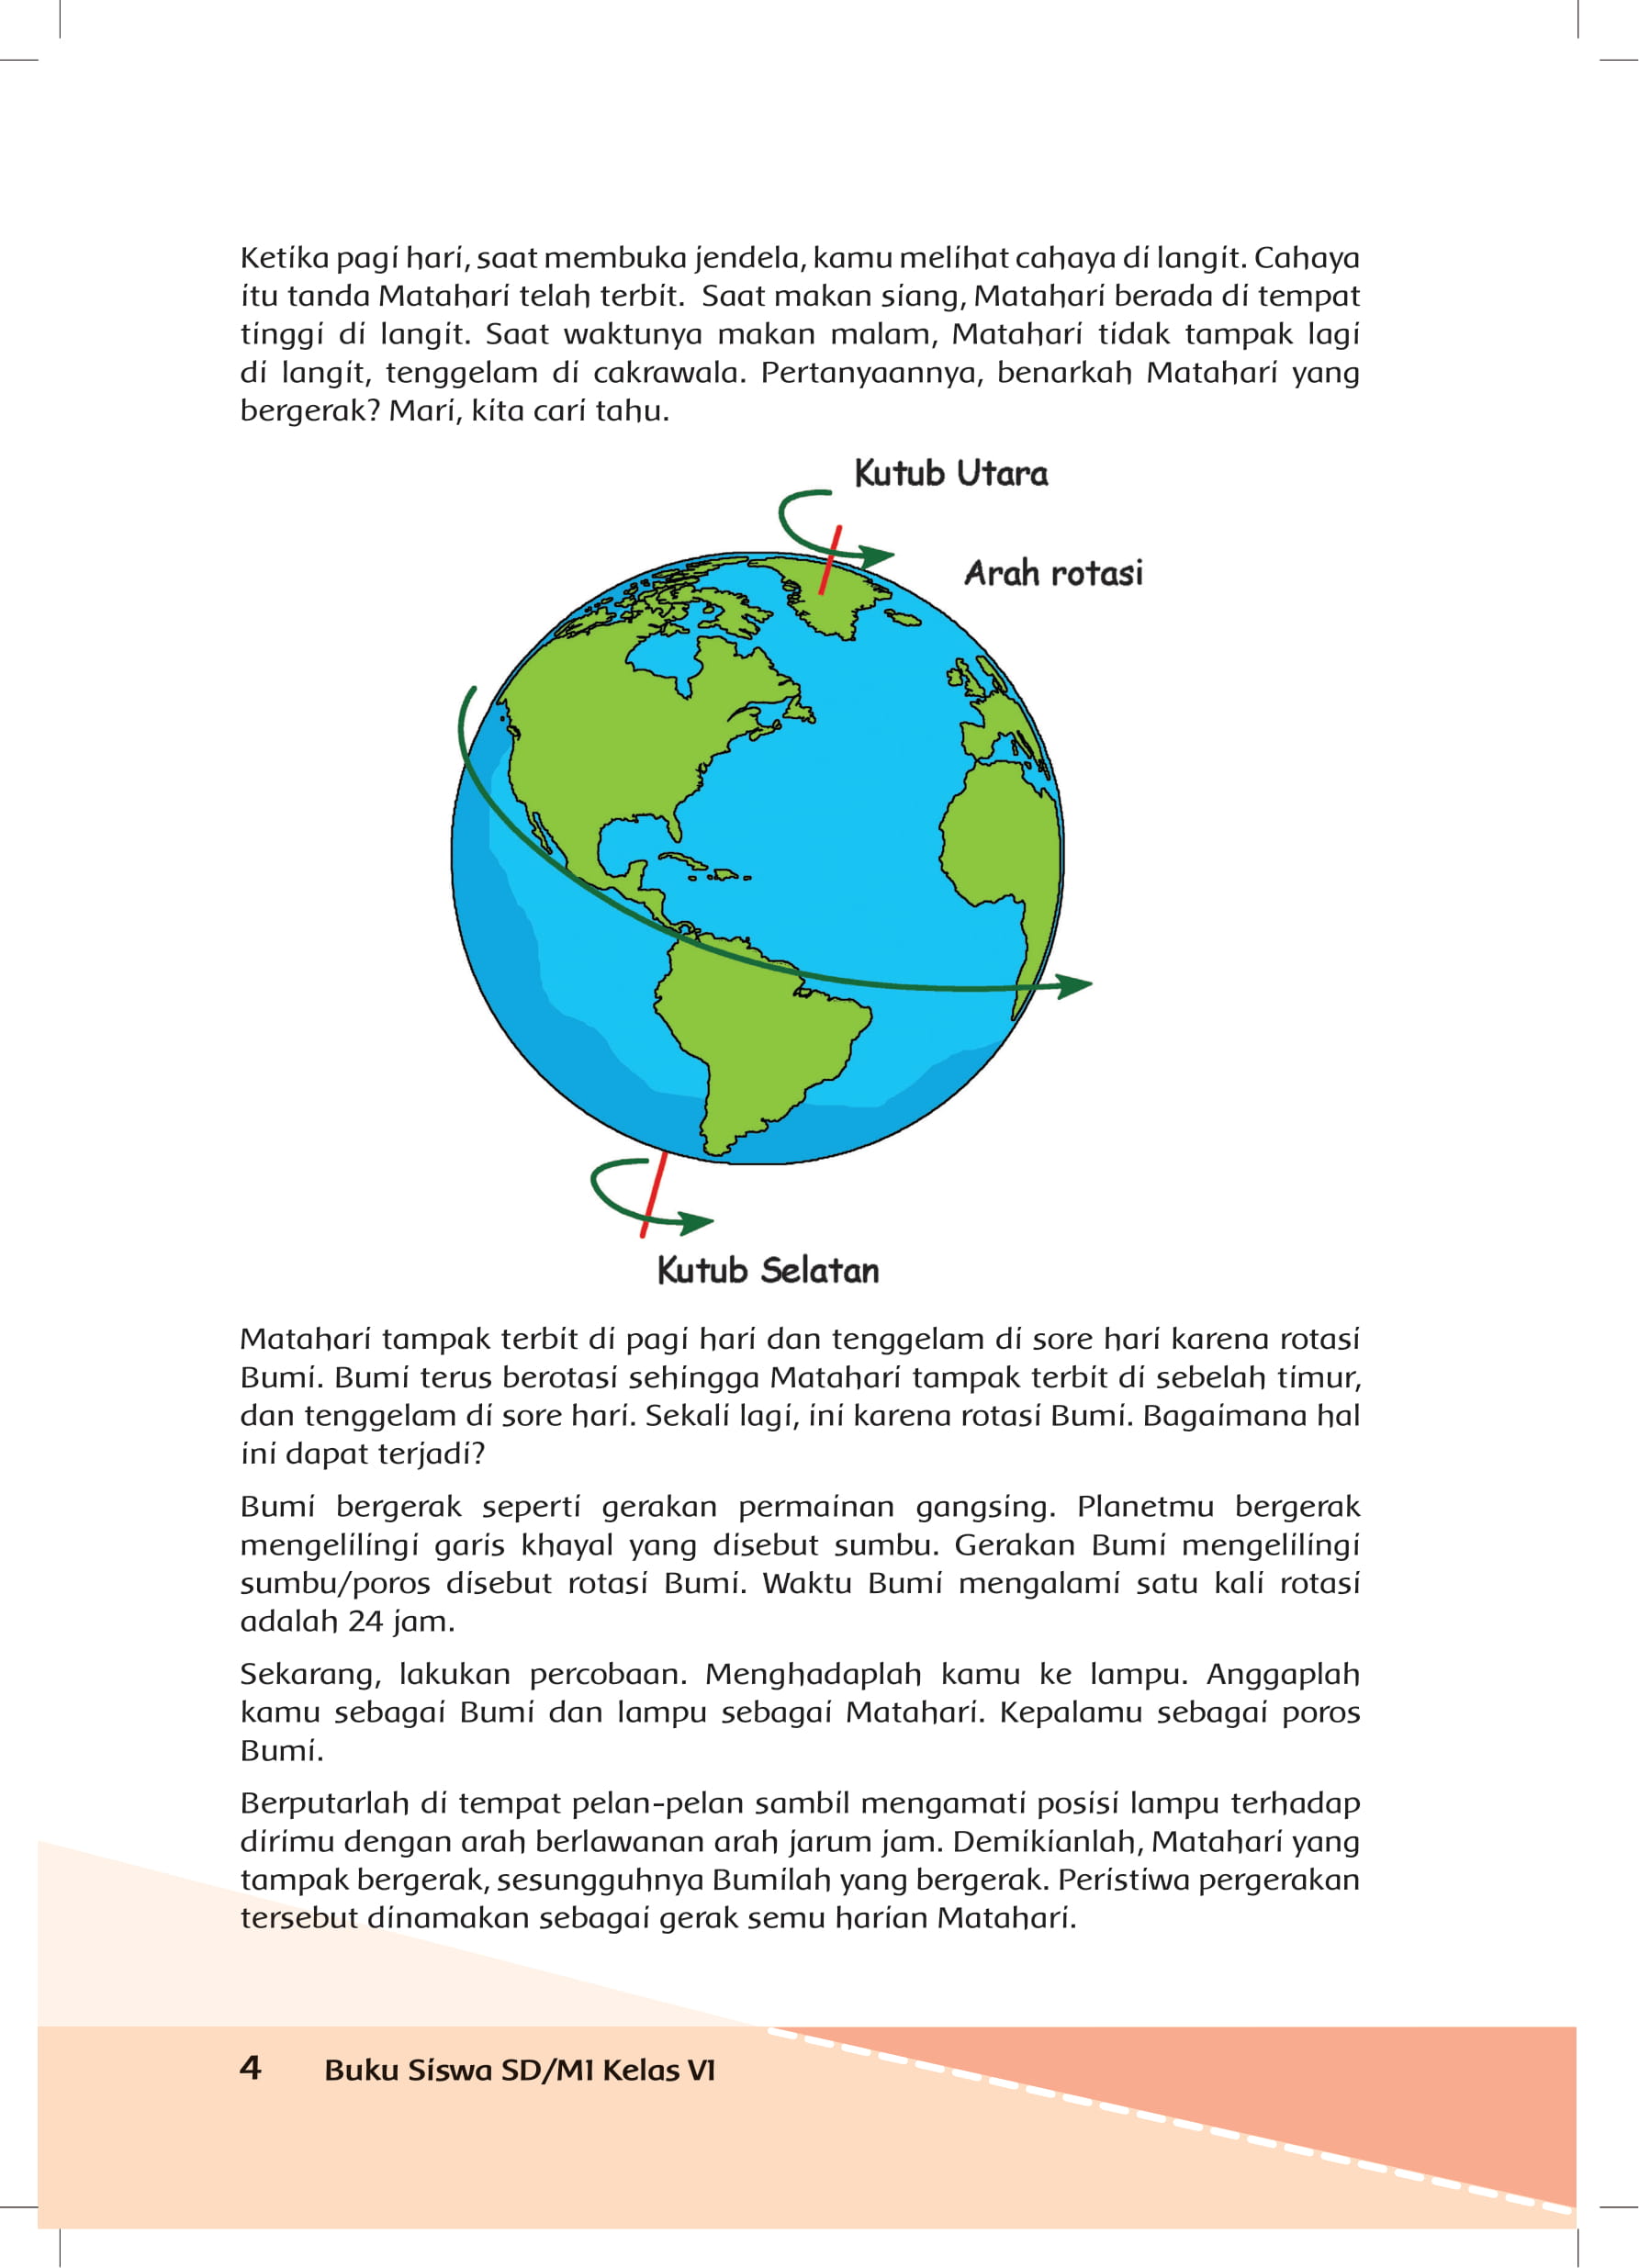 Ketika pagi hari, saat membuka jendela, kamu melihat cahaya di langit. Cahaya
itu tanda Matahari telah terbit. Saat makan siang, Matahari berada di tempat
tinggi di langit. Saat waktunya makan malam, Matahari tidak tampak lagi
di langit, tenggelam di cakrawala. Pertanyaannya, benarkah Matahari yang
bergerak? Mari, kita cari tahu.
Kutub Utara
Arah rotasi
Kutub Selatan
Matahari tampak terbit di pagi hari dan tenggelam di sore hari karena rotasi
Bumi. Bumi terus berotasi sehingga Matahari tampak terbit di sebelah timur,
dan tenggelam di sore hari. Sekali lagi, ini karena rotasi Bumi. Bagaimana hal
ini dapat terjadi?
Bumi bergerak seperti gerakan permainan gangsing. Planetmu bergerak
mengelilingi garis khayal yang disebut sumbu. Gerakan Bumi mengelilingi
sumbu/poros disebut rotasi Bumi. Waktu Bumi mengalami satu kali rotasi
adalah 24 jam.
Sekarang, lakukan percobaan. Menghadaplah kamu ke lampu. Anggaplah
kamu sebagai Bumi dan lampu sebagai Matahari. Kepalamu sebagai poros
Bumi.
Berputarlah di tempat pelan-pelan sambil mengamati posisi lampu terhadap
dirimu dengan arah berlawanan arah jarum jam. Demikianlah, Matahari yang
tampak bergerak, sesungguhnya Bumilah yang bergerak. Peristiwa pergerakan
tersebut dinamakan sebagai gerak semu harian Matahari.
4 Buku Siswa SD/MI Kelas VI